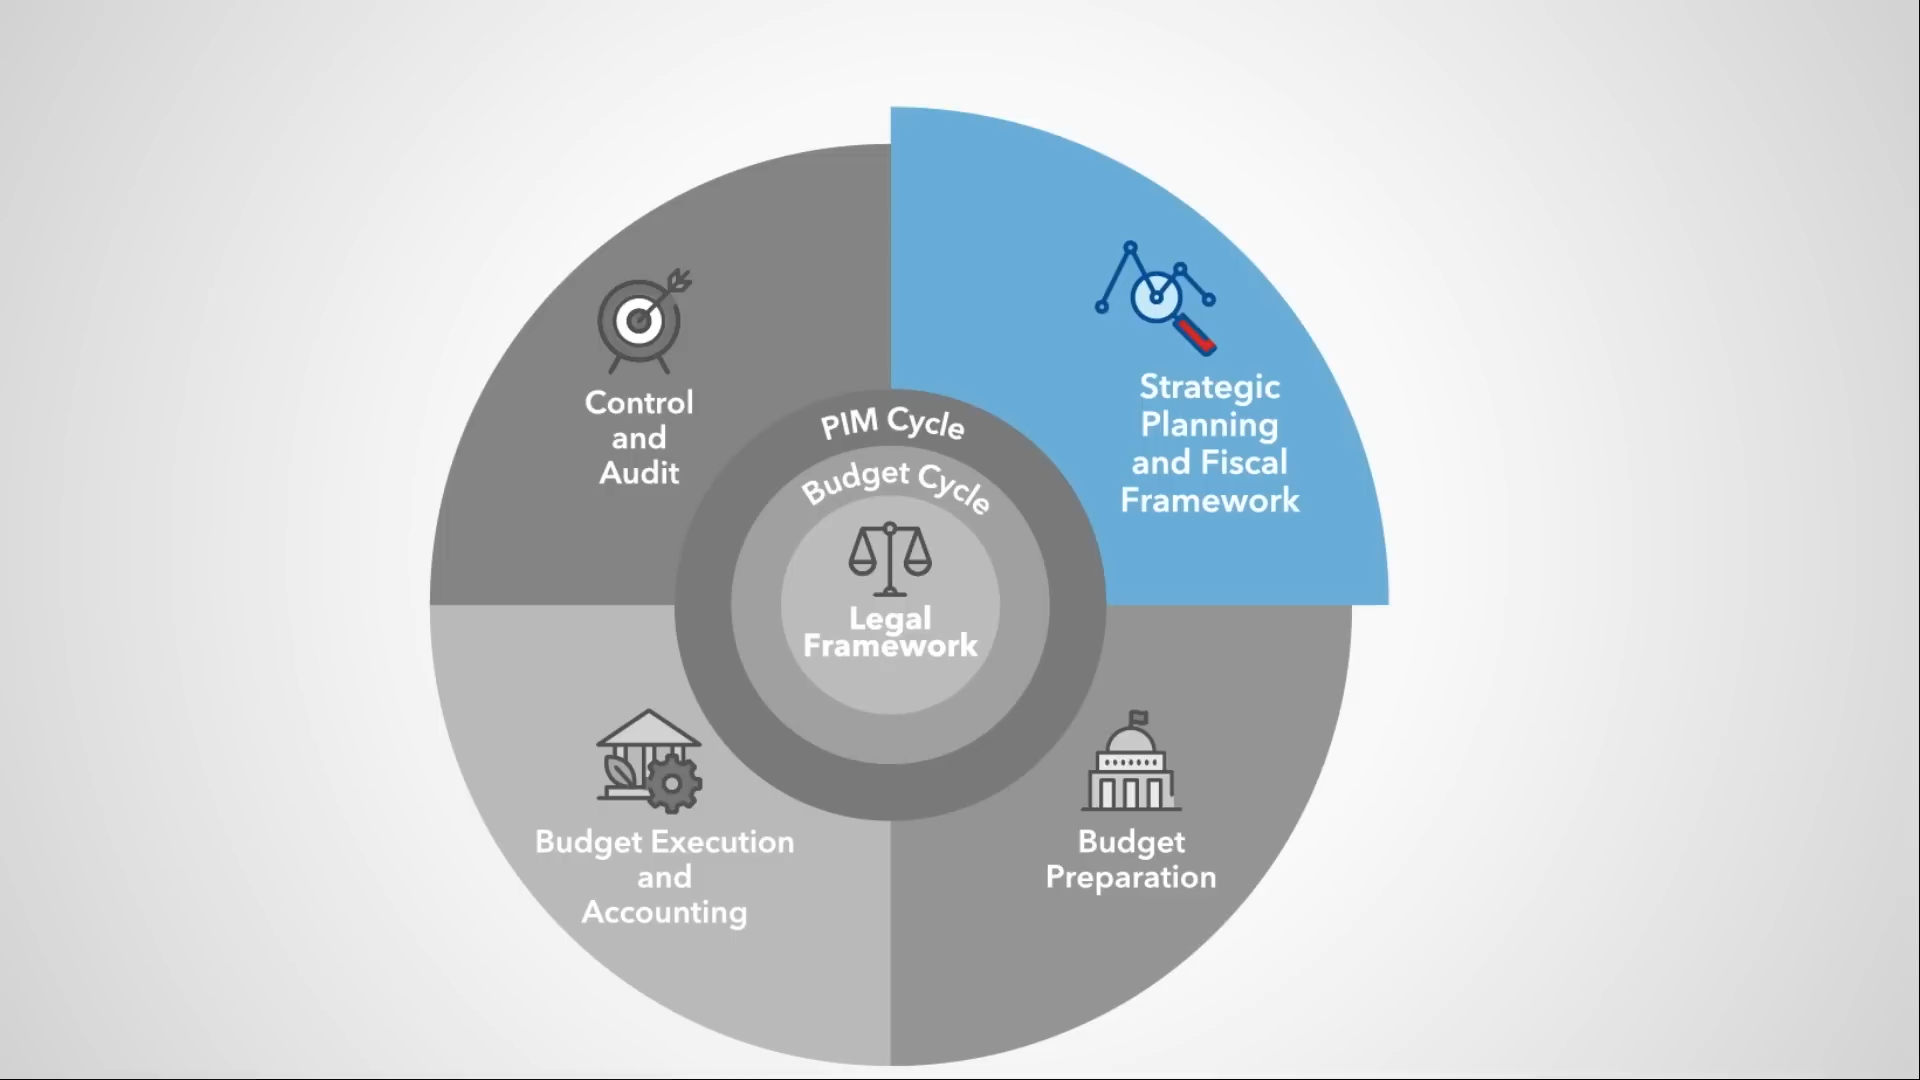 Control
and
Audit
Strategic
Planning
and Fiscal
Framework
PIM Cycle
Budget Cycle
Legal
Framework
Budget Execution
and
Accounting
Budget
Preparation